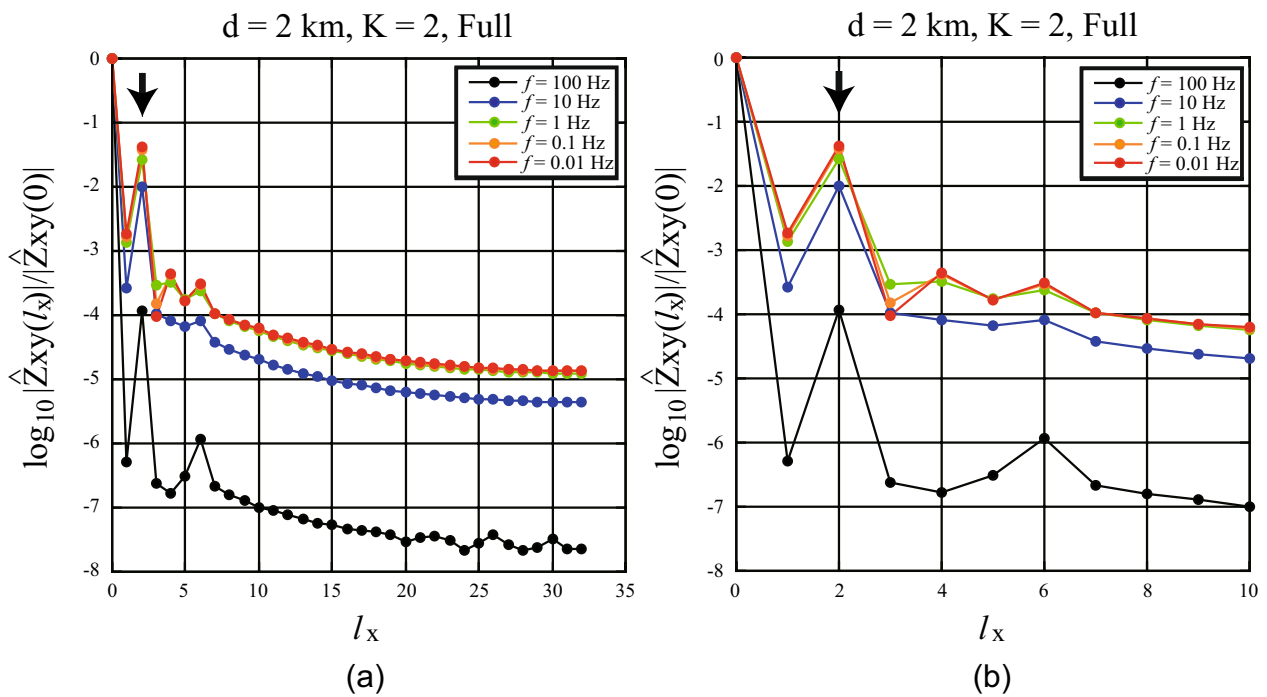 d = 2 km, K = 2, Full
0
-1
-2
-3
-4
-5
-6
-7
-8
0 5 10 15 20 25 30 35
log₁₀|Ẑxy(lₓ)|/|Ẑxy(0)|
lₓ
f = 100 Hz
f = 10 Hz
f = 1 Hz
f = 0.1 Hz
f = 0.01 Hz
(a)
d = 2 km, K = 2, Full
0
-1
-2
-3
-4
-5
-6
-7
-8
0 2 4 6 8 10
log₁₀|Ẑxy(lₓ)|/|Ẑxy(0)|
lₓ
f = 100 Hz
f = 10 Hz
f = 1 Hz
f = 0.1 Hz
f = 0.01 Hz
(b)